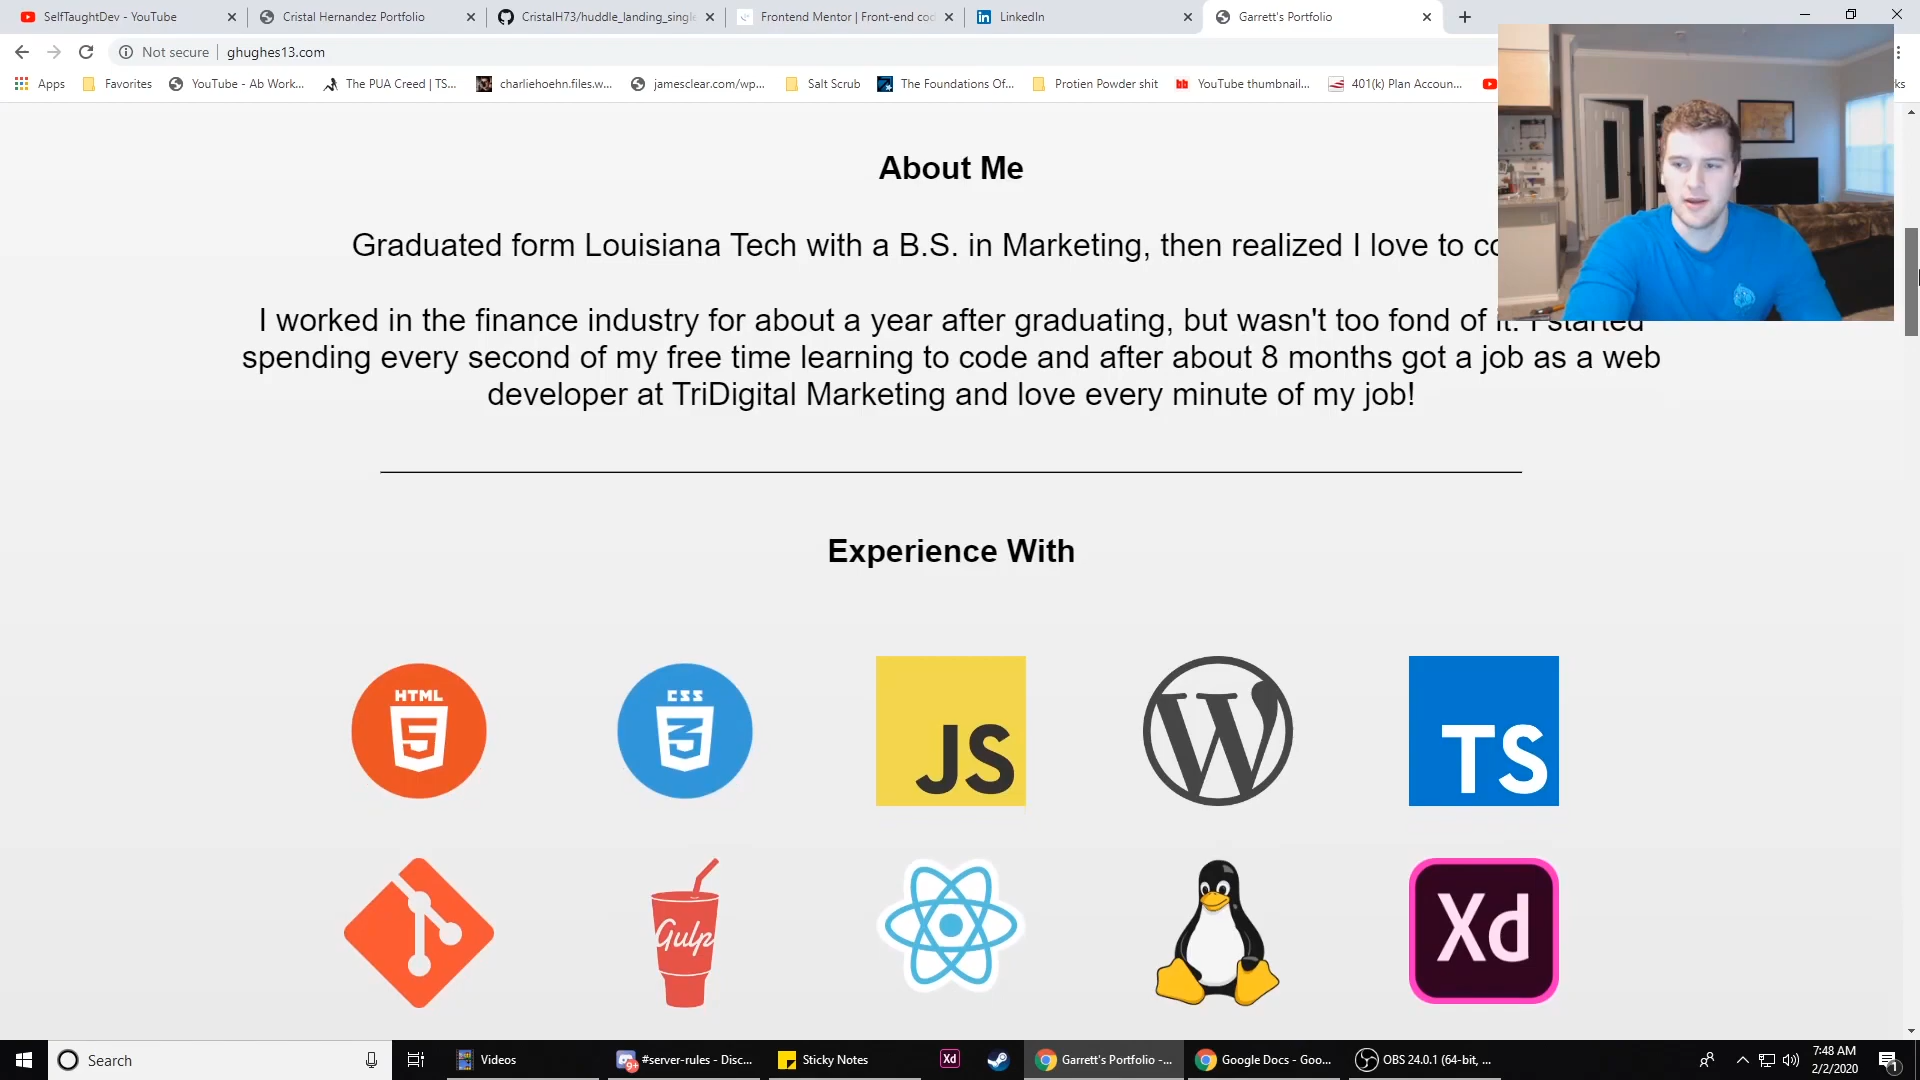 SelfTaughtDev - YouTube
Cristal Hernandez Portfolio
CristalH73/huddle_landing_single
Frontend Mentor | Front-end cod
LinkedIn
Garrett's Portfolio
Not secure
ghughes13.com
Apps
Favorites
YouTube - Ab Work...
The PUA Creed | TS...
charliehoehn.files.w...
jamesclear.com/wp...
Salt Scrub
The Foundations Of...
Protien Powder shit
YouTube thumbnail...
401(k) Plan Accoun...
ks
About Me
Graduated form Louisiana Tech with a B.S. in Marketing, then realized I love to co
I worked in the finance industry for about a year after graduating, but wasn't too fond of it. I started
spending every second of my free time learning to code and after about 8 months got a job as a web
developer at TriDigital Marketing and love every minute of my job!
Experience With
HTML
5
CSS
3
JS
W
TS
Gulp
Xd
Search
Videos
9+
#server-rules - Disc...
Sticky Notes
Xd
Garrett's Portfolio -...
Google Docs - Goo...
OBS 24.0.1 (64-bit, ...
7:48 AM
2/2/2020
1